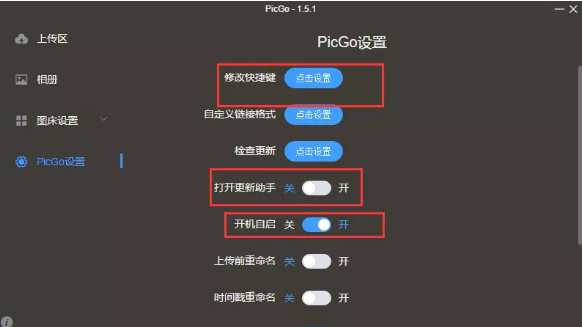 PicGo - 1.5.1
上传区
相册
图床设置
PicGo设置
PicGo设置
修改快捷键 点击设置
自定义链接格式 点击设置
检查更新 点击设置
打开更新助手 关 开
开机自启 关 开
上传前重命名 关 开
时间戳重命名 关 开